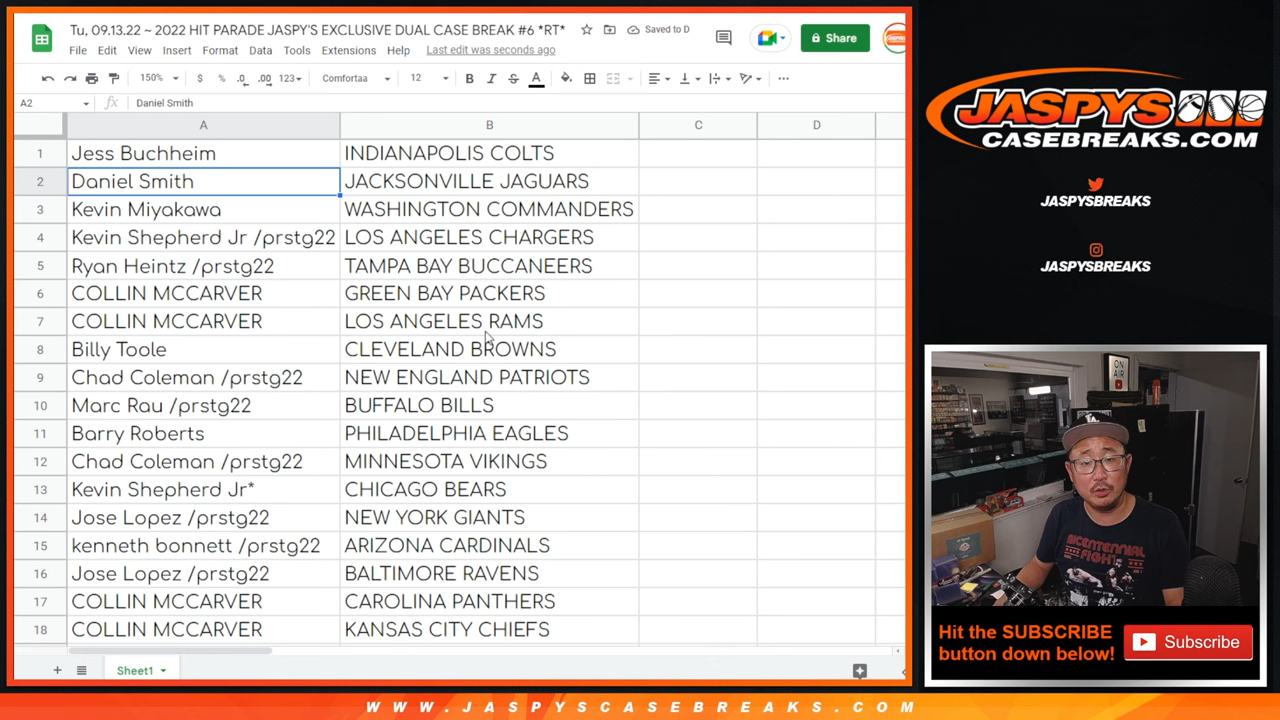 Tu, 09.13.22 ~ 2022 HIT PARADE JASPY'S EXCLUSIVE DUAL CASE BREAK #6 *RT*
Saved to D
File Edit View Insert Format Data Tools Extensions Help Last edit was seconds ago
Share
150% $ % .0 .00 123 Comfortaa 12 B I S A
A2 fx Daniel Smith
A B C D
1 Jess Buchheim INDIANAPOLIS COLTS
2 Daniel Smith JACKSONVILLE JAGUARS
3 Kevin Miyakawa WASHINGTON COMMANDERS
4 Kevin Shepherd Jr /prstg22 LOS ANGELES CHARGERS
5 Ryan Heintz /prstg22 TAMPA BAY BUCCANEERS
6 COLLIN MCCARVER GREEN BAY PACKERS
7 COLLIN MCCARVER LOS ANGELES RAMS
8 Billy Toole CLEVELAND BROWNS
9 Chad Coleman /prstg22 NEW ENGLAND PATRIOTS
10 Marc Rau /prstg22 BUFFALO BILLS
11 Barry Roberts PHILADELPHIA EAGLES
12 Chad Coleman /prstg22 MINNESOTA VIKINGS
13 Kevin Shepherd Jr* CHICAGO BEARS
14 Jose Lopez /prstg22 NEW YORK GIANTS
15 kenneth bonnett /prstg22 ARIZONA CARDINALS
16 Jose Lopez /prstg22 BALTIMORE RAVENS
17 COLLIN MCCARVER CAROLINA PANTHERS
18 COLLIN MCCARVER KANSAS CITY CHIEFS
Sheet1
JASPYS
CASEBREAKS.COM
JASPYSBREAKS
JASPYSBREAKS
ON AIR
LA
BICENTENNIAL
FIGHT
Hit the SUBSCRIBE
button down below!
Subscribe
WWW.JASPYSCASEBREAKS.COM